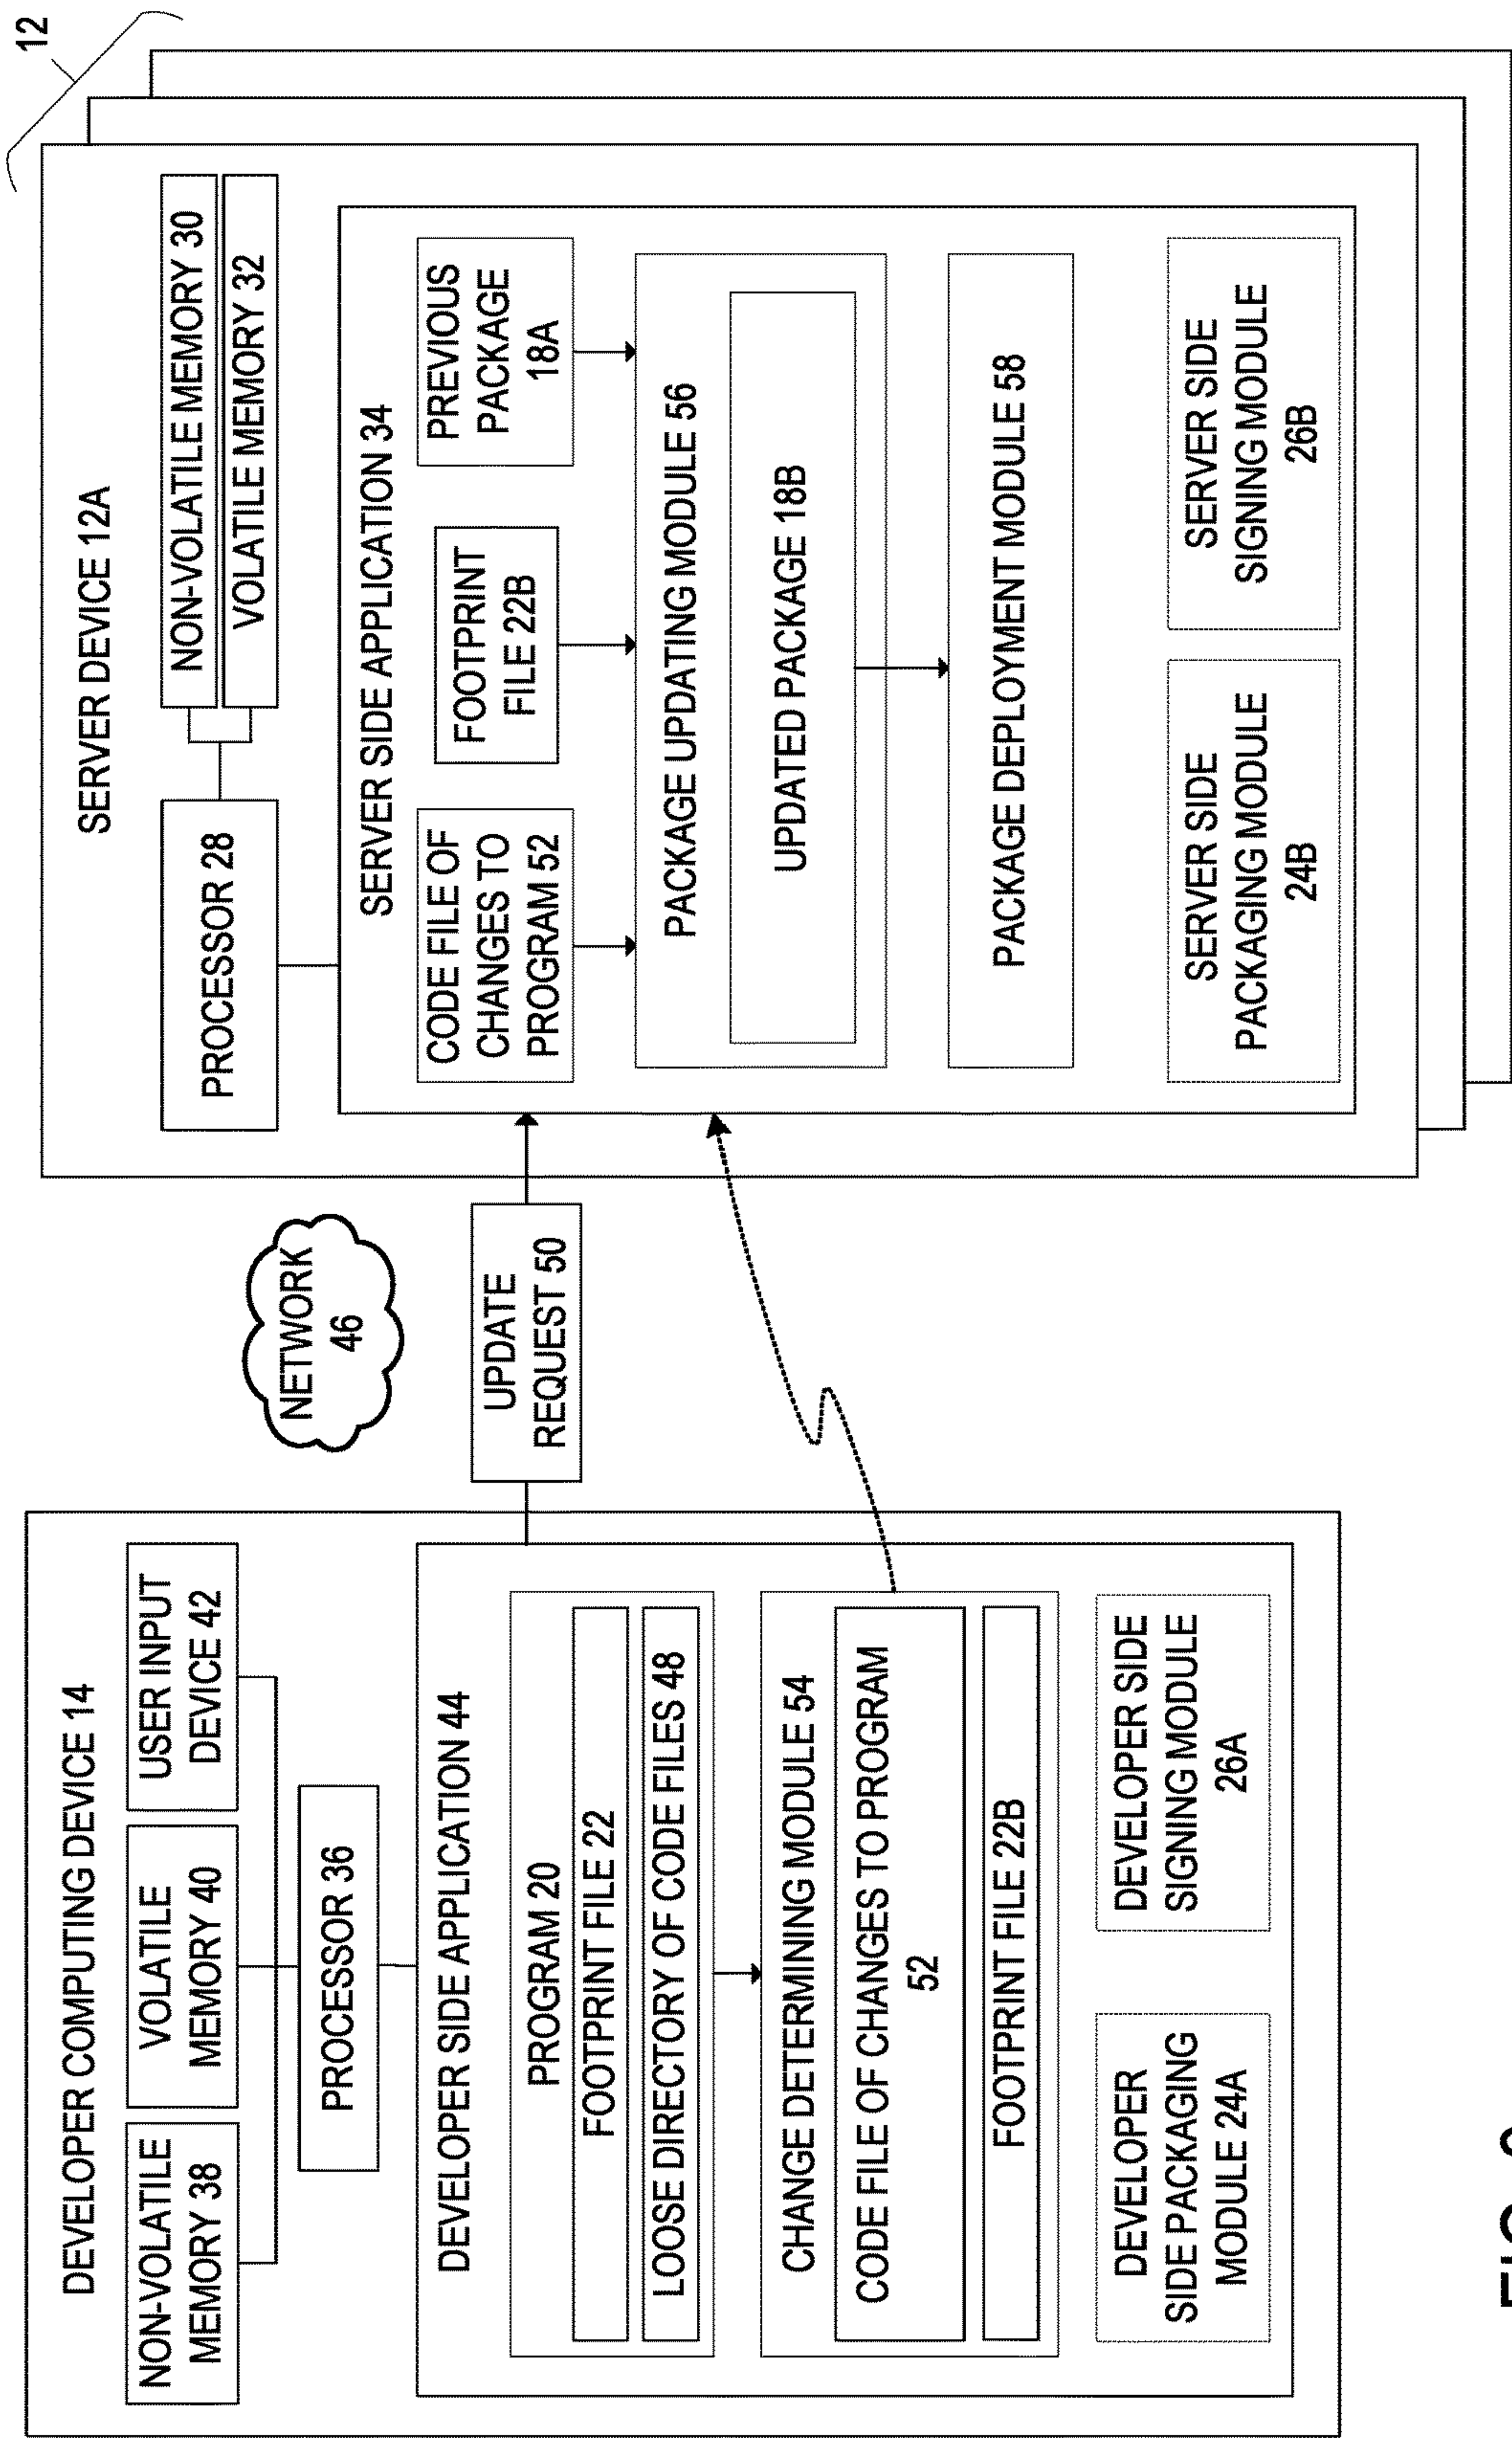 DEVELOPER COMPUTING DEVICE 14
NON-VOLATILE
MEMORY 38
VOLATILE
MEMORY 40
USER INPUT
DEVICE 42
PROCESSOR 36
DEVELOPER SIDE APPLICATION 44
PROGRAM 20
FOOTPRINT FILE 22
LOOSE DIRECTORY OF CODE FILES 48
CHANGE DETERMINING MODULE 54
CODE FILE OF CHANGES TO PROGRAM
52
FOOTPRINT FILE 22B
DEVELOPER
SIDE PACKAGING
MODULE 24A
DEVELOPER SIDE
SIGNING MODULE
26A
NETWORK
46
UPDATE
REQUEST 50
12
SERVER DEVICE 12A
PROCESSOR 28
NON-VOLATILE MEMORY 30
VOLATILE MEMORY 32
SERVER SIDE APPLICATION 34
CODE FILE OF
CHANGES TO
PROGRAM 52
FOOTPRINT
FILE 22B
PREVIOUS
PACKAGE
18A
PACKAGE UPDATING MODULE 56
UPDATED PACKAGE 18B
PACKAGE DEPLOYMENT MODULE 58
SERVER SIDE
PACKAGING MODULE
24B
SERVER SIDE
SIGNING MODULE
26B